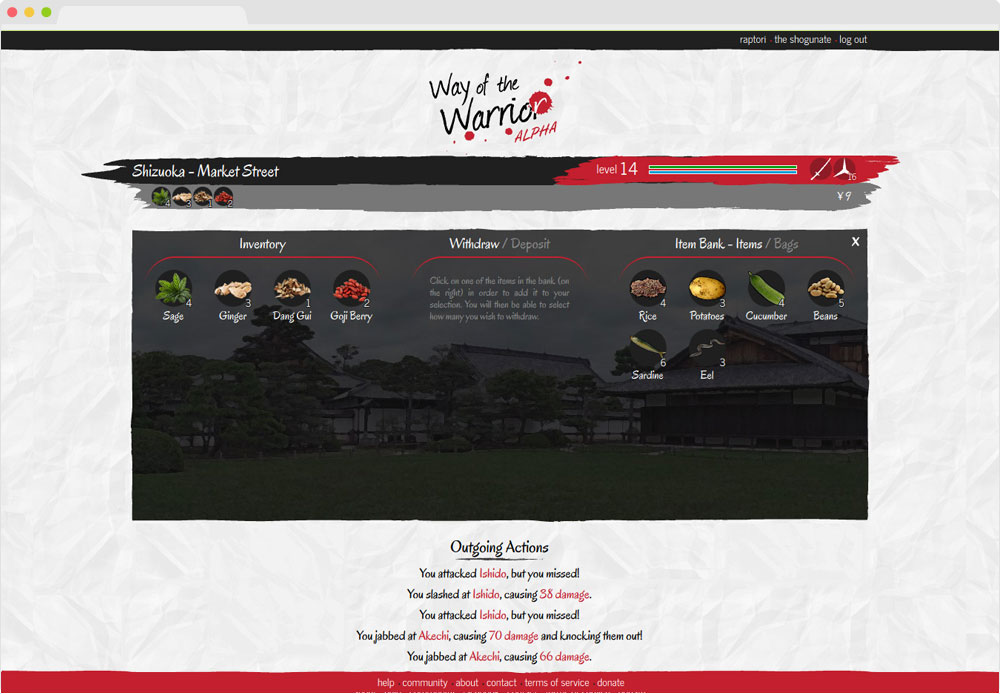 raptori · the shogunate · log out
Way of the
Warrior
ALPHA
Shizuoka - Market Street
level 14
16
4 3 1 2
¥ 9
Inventory
Withdraw / Deposit
Item Bank - Items / Bags
X
4 3 1 2
Sage Ginger Dang Gui Goji Berry
Click on one of the items in the bank (on
the right) in order to add it to your
selection. You will then be able to select
how many you wish to withdraw.
4 3 4 5
Rice Potatoes Cucumber Beans
6 3
Sardine Eel
Outgoing Actions
You attacked Ishido, but you missed!
You slashed at Ishido, causing 38 damage.
You attacked Ishido, but you missed!
You jabbed at Akechi, causing 70 damage and knocking them out!
You jabbed at Akechi, causing 66 damage.
help · community · about · contact · terms of service · donate